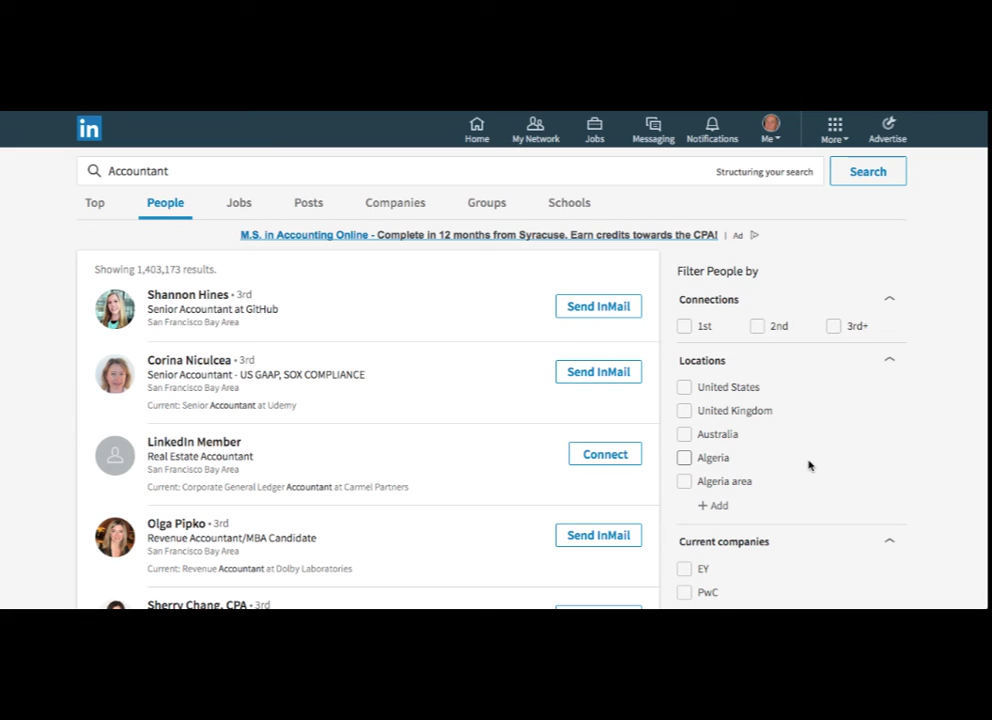 in
Home
My Network
Jobs
Messaging
Notifications
Me
More
Advertise
Accountant
Structuring your search
Search
Top
People
Jobs
Posts
Companies
Groups
Schools
M.S. in Accounting Online - Complete in 12 months from Syracuse. Earn credits towards the CPA! | Ad
Showing 1,403,173 results.
Shannon Hines • 3rd
Senior Accountant at GitHub
San Francisco Bay Area
Send InMail
Corina Niculcea • 3rd
Senior Accountant - US GAAP, SOX COMPLIANCE
San Francisco Bay Area
Current: Senior Accountant at Udemy
Send InMail
LinkedIn Member
Real Estate Accountant
San Francisco Bay Area
Current: Corporate General Ledger Accountant at Carmel Partners
Connect
Olga Pipko • 3rd
Revenue Accountant/MBA Candidate
San Francisco Bay Area
Current: Revenue Accountant at Dolby Laboratories
Send InMail
Sherry Chang, CPA • 3rd
Filter People by
Connections
1st
2nd
3rd+
Locations
United States
United Kingdom
Australia
Algeria
Algeria area
+ Add
Current companies
EY
PwC